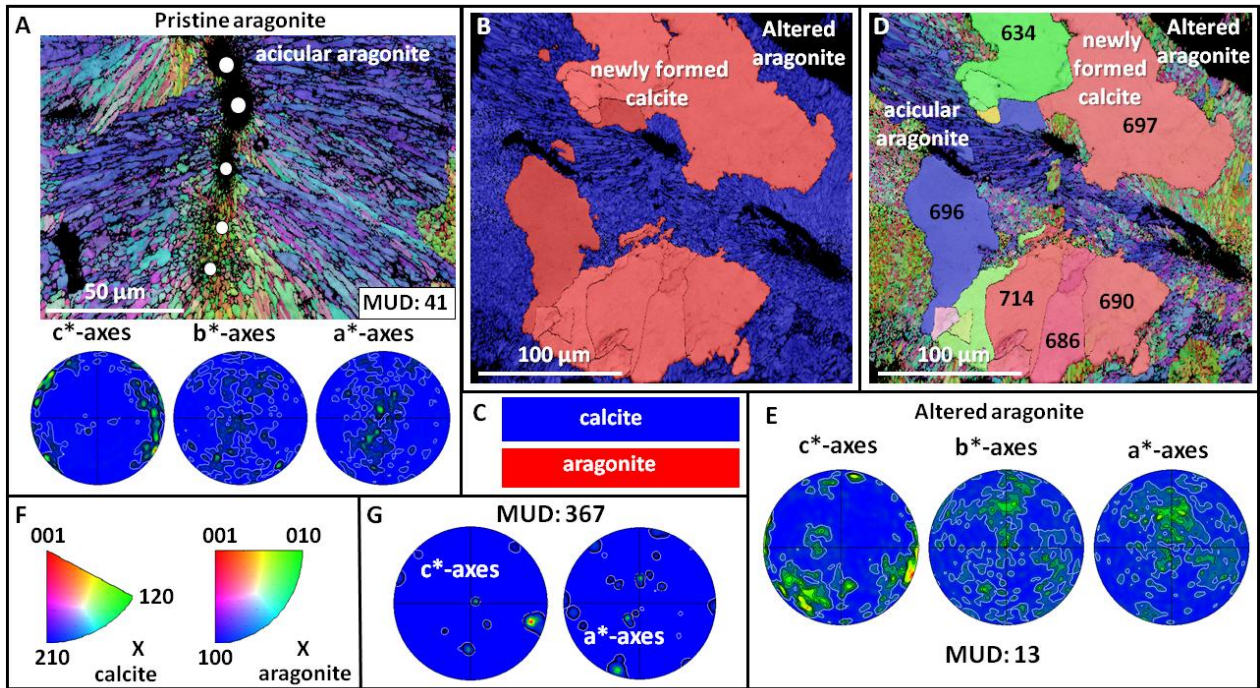 A
Pristine aragonite
acicular aragonite
50 µm
MUD: 41
c*-axes
b*-axes
a*-axes
B
Altered
aragonite
newly formed
calcite
100 µm
D
634
Altered
aragonite
newly
formed
calcite
acicular
aragonite
697
696
714
690
686
100 µm
C
calcite
aragonite
E
Altered aragonite
c*-axes
b*-axes
a*-axes
MUD: 13
F
001
120
210
calcite
001
010
100
X
X
aragonite
G
MUD: 367
c*-axes
a*-axes